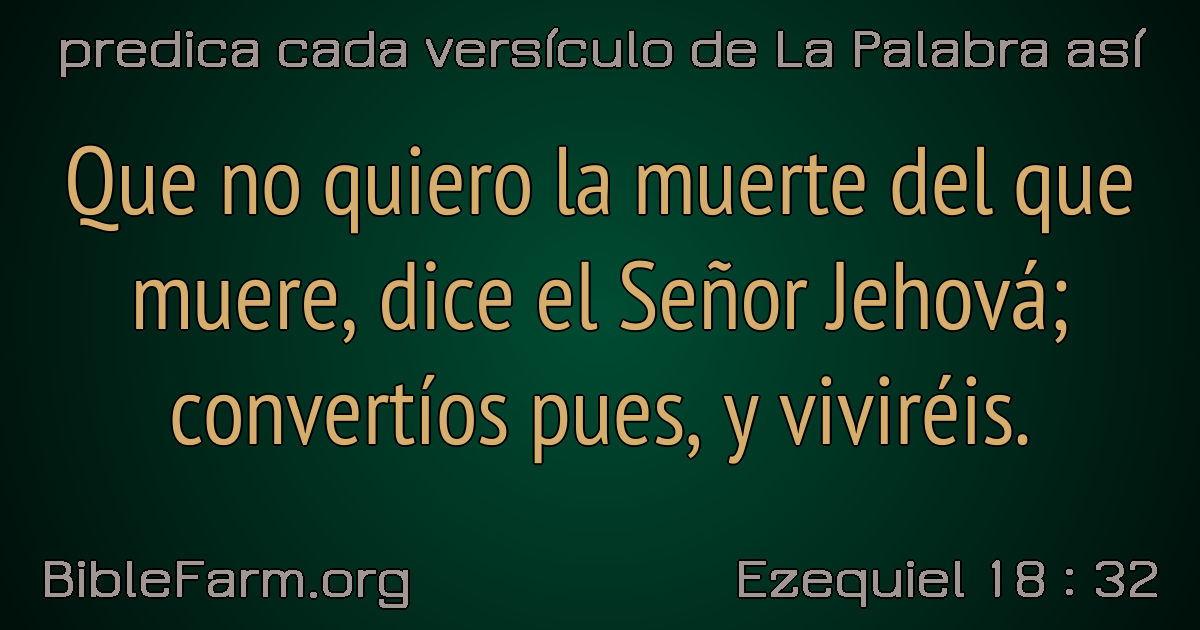 predica cada versículo de La Palabra así
Que no quiero la muerte del que
muere, dice el Señor Jehová;
convertíos pues, y viviréis.
BibleFarm.org
Ezequiel 18 : 32